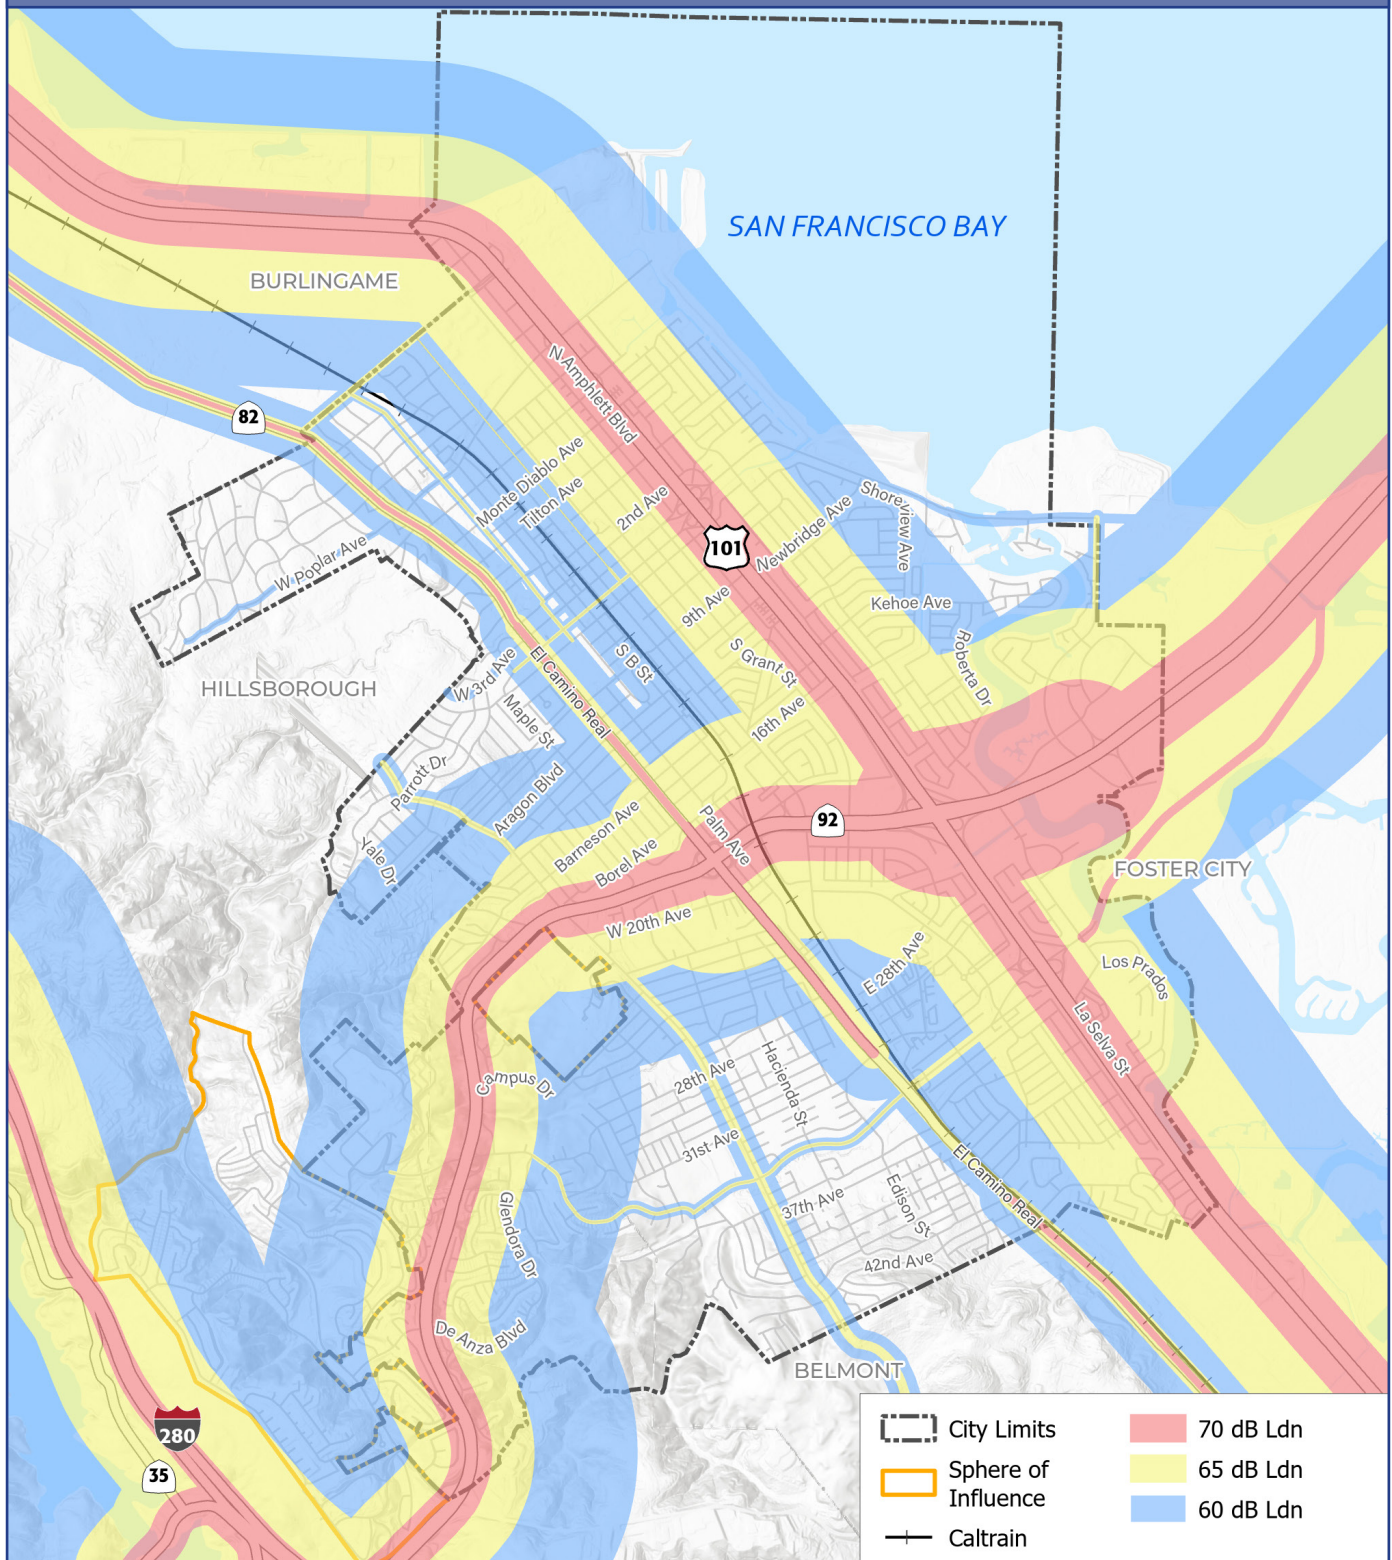 SAN FRANCISCO BAY
BURLINGAME
N Amphlett Blvd
82
Monte Diablo Ave
Tilton Ave
2nd Ave
Shoreview Ave
Newbridge Ave
101
W Poplar Ave
9th Ave
Kehoe Ave
S Grant St
Roberta Dr
S B St
El Camino Real
W 3rd Ave
HILLSBOROUGH
Maple St
16th Ave
Parrott Dr
Aragon Blvd
Palm Ave
92
Barneson Ave
Borel Ave
Yale Dr
FOSTER CITY
W 20th Ave
E 28th Ave
Los Prados
La Selva St
Hacienda St
28th Ave
Campus Dr
31st Ave
El Camino Real
Edison St
37th Ave
Glendora Dr
42nd Ave
De Anza Blvd
BELMONT
280
35
City Limits
Sphere of
Influence
Caltrain
70 dB Ldn
65 dB Ldn
60 dB Ldn